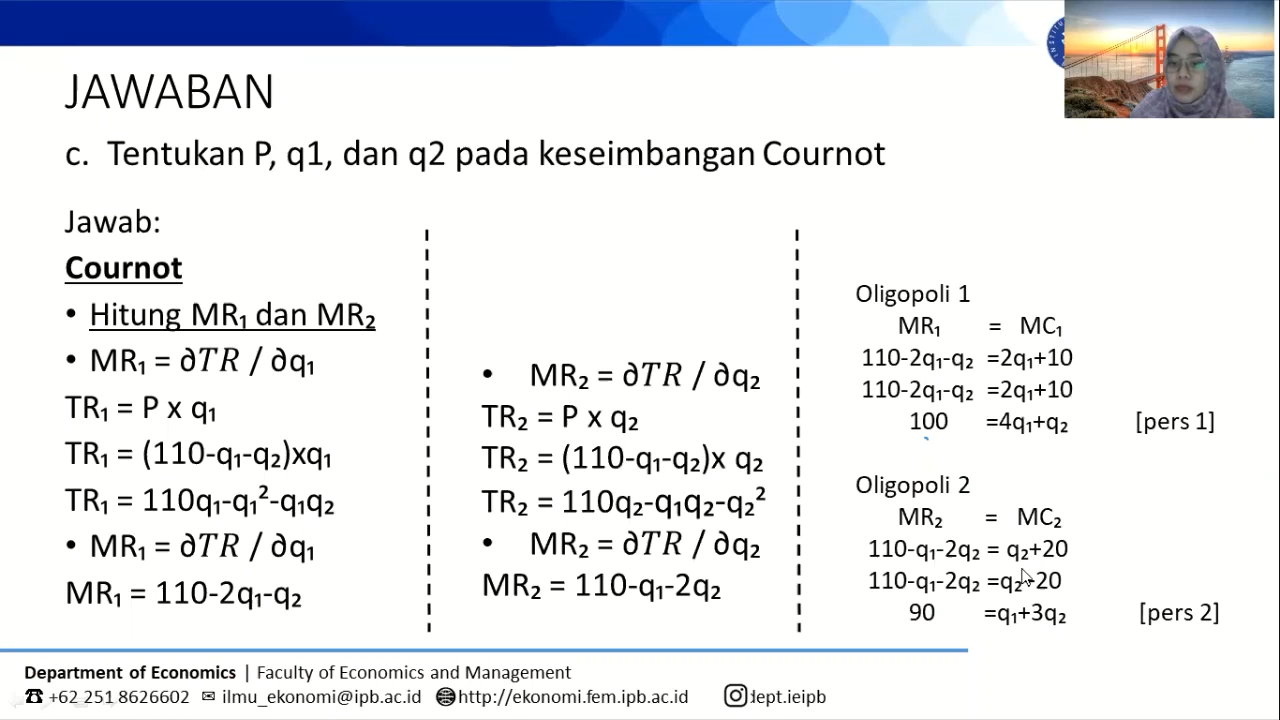 INSTIT
JAWABAN
c. Tentukan P, q1, dan q2 pada keseimbangan Cournot
Jawab:
Cournot
• Hitung MR₁ dan MR₂
• MR₁ = ∂TR / ∂q₁
TR₁ = P x q₁
TR₁ = (110-q₁-q₂)xq₁
TR₁ = 110q₁-q₁²-q₁q₂
• MR₁ = ∂TR / ∂q₁
MR₁ = 110-2q₁-q₂
• MR₂ = ∂TR / ∂q₂
TR₂ = P x q₂
TR₂ = (110-q₁-q₂)x q₂
TR₂ = 110q₂-q₁q₂-q₂²
• MR₂ = ∂TR / ∂q₂
MR₂ = 110-q₁-2q₂
Oligopoli 1
MR₁ = MC₁
110-2q₁-q₂ =2q₁+10
110-2q₁-q₂ =2q₁+10
100 =4q₁+q₂ [pers 1]
Oligopoli 2
MR₂ = MC₂
110-q₁-2q₂ = q₂+20
110-q₁-2q₂ =q₂+20
90 =q₁+3q₂ [pers 2]
Department of Economics | Faculty of Economics and Management
+62 251 8626602 ilmu_ekonomi@ipb.ac.id http://ekonomi.fem.ipb.ac.id dept.ieipb